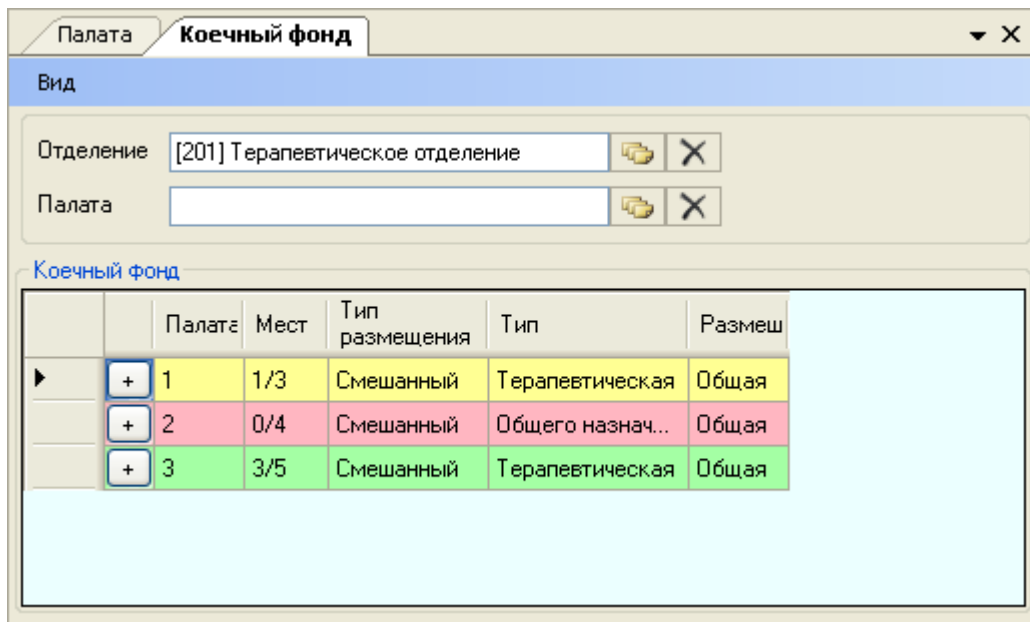 Палата Коечный фонд
Вид
Отделение [201] Терапевтическое отделение
Палата
Коечный фонд
Палата Мест Тип размещения Тип Размещ
+ 1 1/3 Смешанный Терапевтическая Общая
+ 2 0/4 Смешанный Общего назнач... Общая
+ 3 3/5 Смешанный Терапевтическая Общая